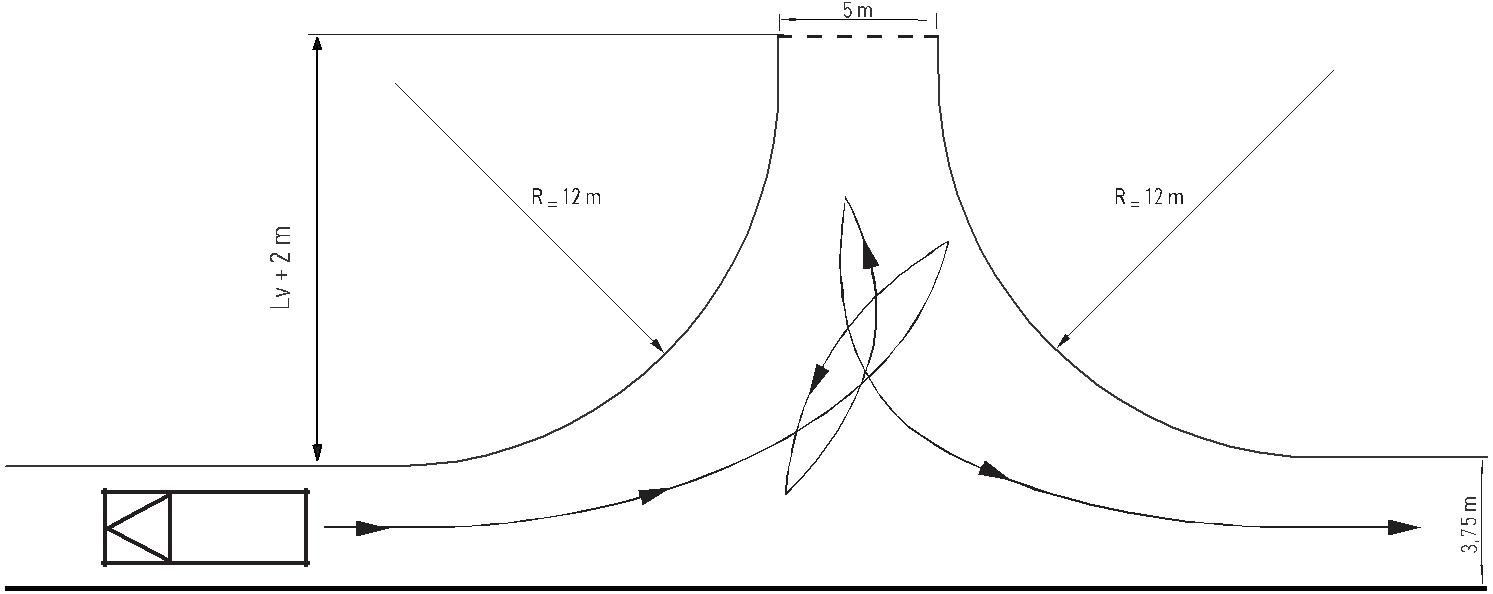 5 m
R = 12 m
R = 12 m
Lv + 2 m
3,75 m